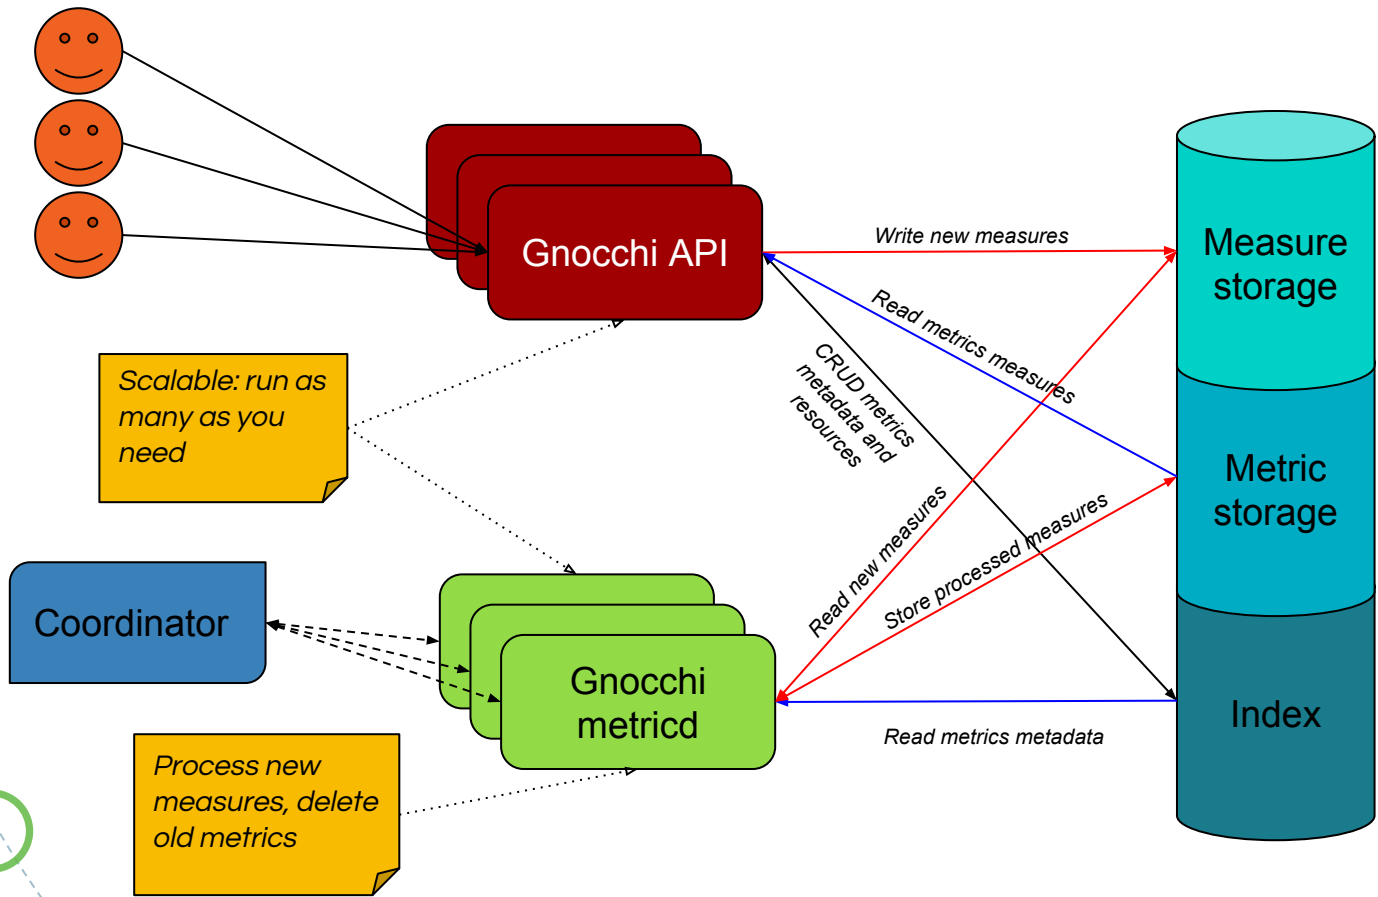 Gnocchi API
Write new measures
Measure
storage
Read metrics measures
CRUD metrics
metadata and
resources
Scalable: run as
many as you
need
Metric
storage
Read new measures
Store processed measures
Coordinator
Gnocchi
metricd
Index
Read metrics metadata
Process new
measures, delete
old metrics